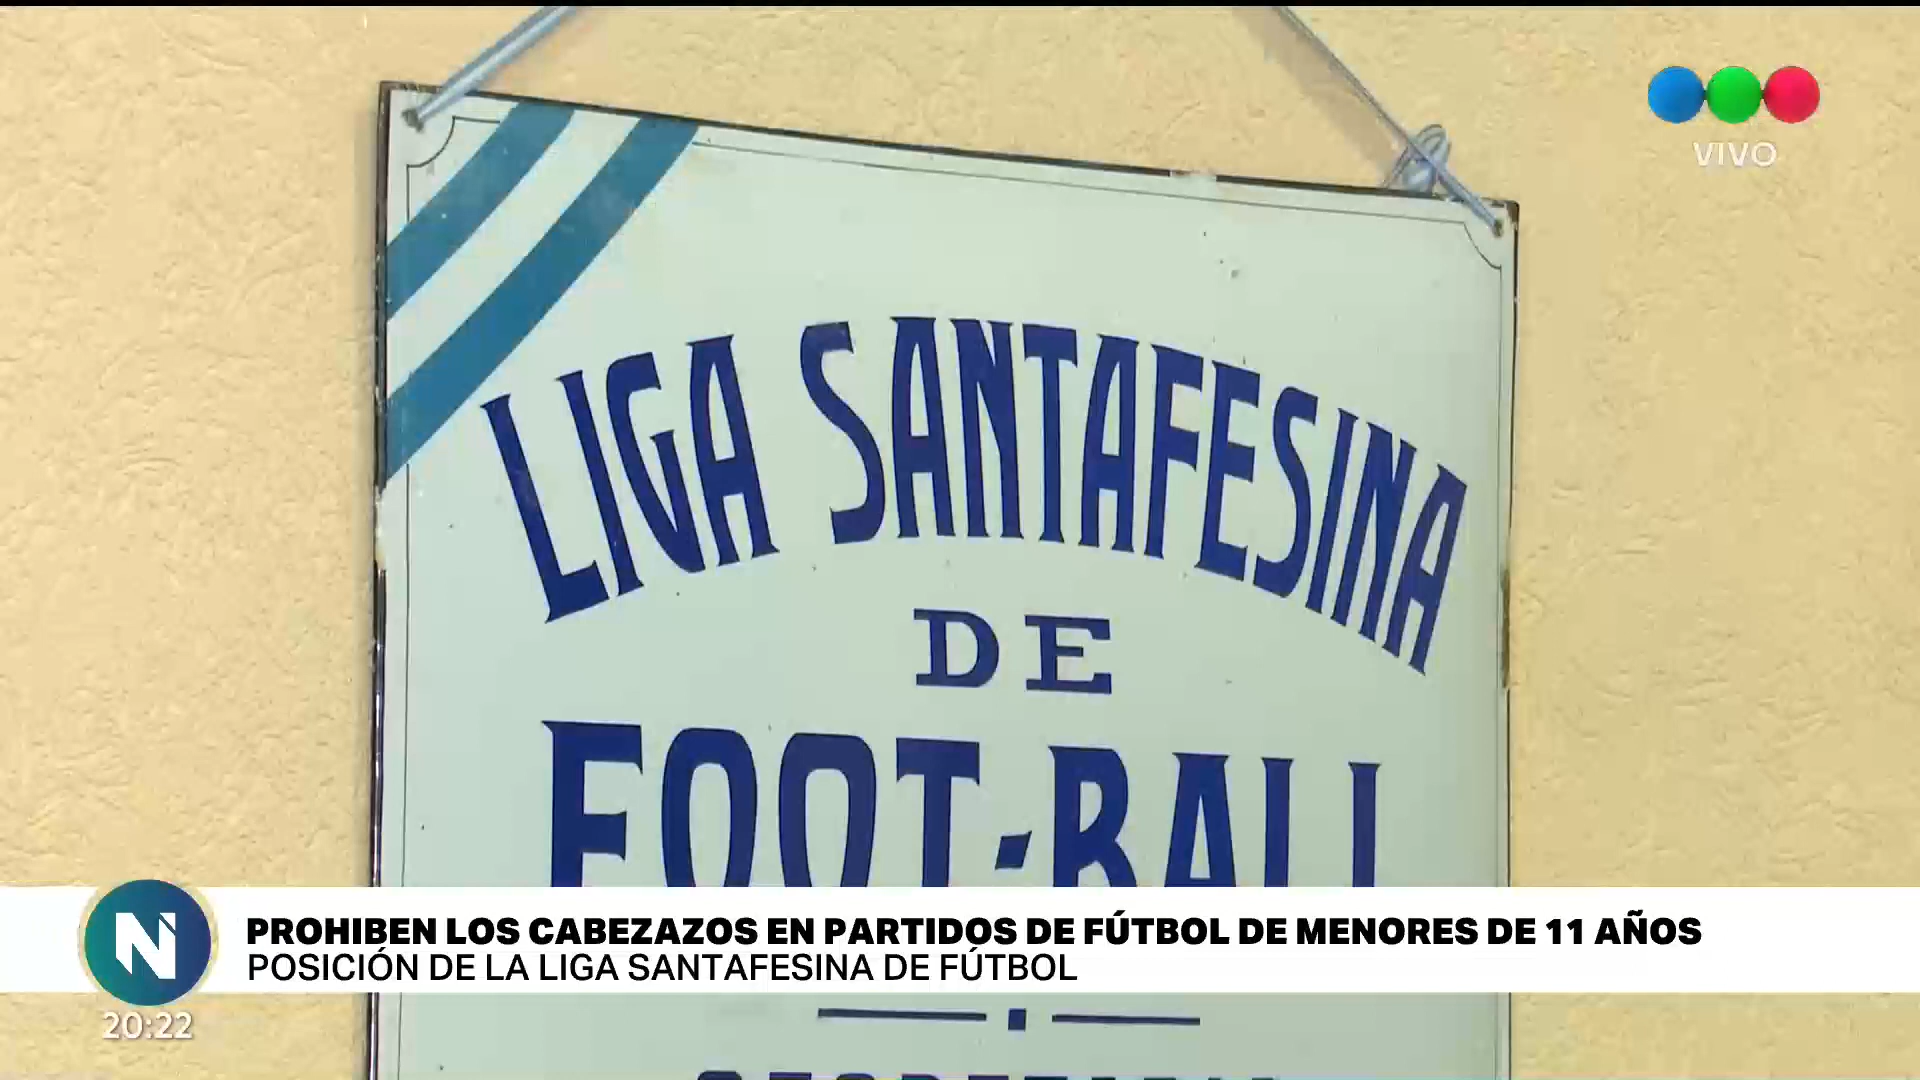 VIVO
LIGA SANTAFESINA
DE
FOOT-BALL
PROHIBEN LOS CABEZAZOS EN PARTIDOS DE FÚTBOL DE MENORES DE 11 AÑOS
POSICIÓN DE LA LIGA SANTAFESINA DE FÚTBOL
N
20:22